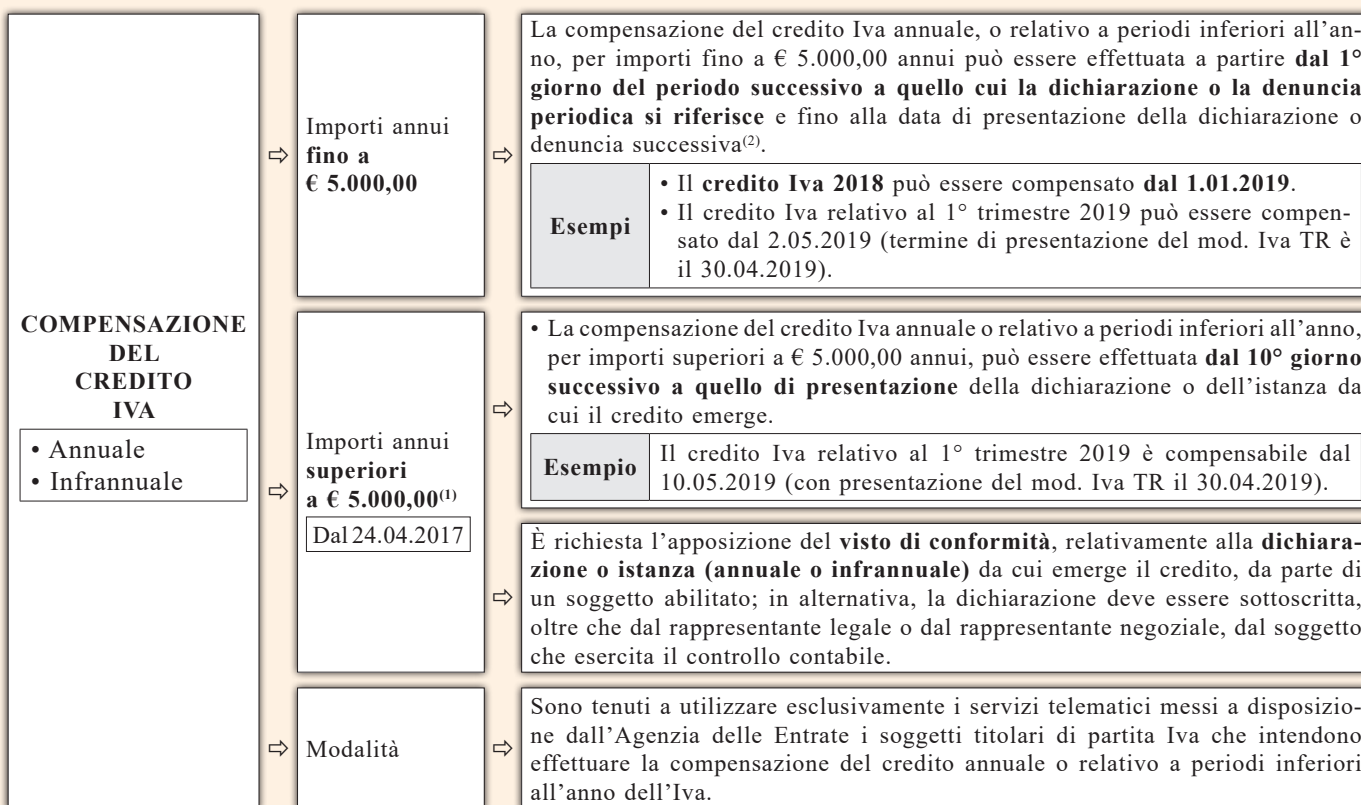 COMPENSAZIONE
DEL
CREDITO
IVA
• Annuale
• Infrannuale
Importi annui
fino a
€ 5.000,00
La compensazione del credito Iva annuale, o relativo a periodi inferiori all'an-
no, per importi fino a € 5.000,00 annui può essere effettuata a partire dal 1°
giorno del periodo successivo a quello cui la dichiarazione o la denuncia
periodica si riferisce e fino alla data di presentazione della dichiarazione o
denuncia successiva(2).
Esempi
• Il credito Iva 2018 può essere compensato dal 1.01.2019.
• Il credito Iva relativo al 1° trimestre 2019 può essere compen-
sato dal 2.05.2019 (termine di presentazione del mod. Iva TR è
il 30.04.2019).
Importi annui
superiori
a € 5.000,00(1)
Dal 24.04.2017
• La compensazione del credito Iva annuale o relativo a periodi inferiori all'anno,
per importi superiori a € 5.000,00 annui, può essere effettuata dal 10° giorno
successivo a quello di presentazione della dichiarazione o dell'istanza da
cui il credito emerge.
Esempio
Il credito Iva relativo al 1° trimestre 2019 è compensabile dal
10.05.2019 (con presentazione del mod. Iva TR il 30.04.2019).
È richiesta l'apposizione del visto di conformità, relativamente alla dichiara-
zione o istanza (annuale o infrannuale) da cui emerge il credito, da parte di
un soggetto abilitato; in alternativa, la dichiarazione deve essere sottoscritta,
oltre che dal rappresentante legale o dal rappresentante negoziale, dal soggetto
che esercita il controllo contabile.
Modalità
Sono tenuti a utilizzare esclusivamente i servizi telematici messi a disposizio-
ne dall'Agenzia delle Entrate i soggetti titolari di partita Iva che intendono
effettuare la compensazione del credito annuale o relativo a periodi inferiori
all'anno dell'Iva.